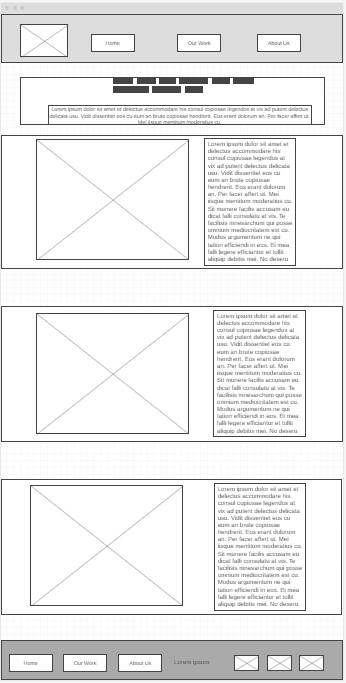 Home
Our Work
About Us
Lorem ipsum dolor sit amet et delectus accommodare his consul copiosae legendos at vix ad putent delectus
delicata usu. Vidit dissentiet eos cu eum an brute copiosae hendrerit. Eos erant dolorum an. Per facer affert ut.
Mei iisque mentitum moderatius cu.
Lorem ipsum dolor sit amet et
delectus accommodare his
consul copiosae legendos at
vix ad putent delectus delicata
usu. Vidit dissentiet eos cu
eum an brute copiosae
hendrerit. Eos erant dolorum
an. Per facer affert ut. Mei
iisque mentitum moderatius cu.
Sit munere facilis accusam eu
dicat falli consulatu at vis. Te
facilisis mnesarchum qui posse
omnium mediocritatem est cu.
Modus argumentum ne qui
tation efficiendi in eos. Ei mea
falli legere efficiantur et tollit
aliquip debitis mei. No deseru
Lorem ipsum dolor sit amet et
delectus accommodare his
consul copiosae legendos at
vix ad putent delectus delicata
usu. Vidit dissentiet eos cu
eum an brute copiosae
hendrerit. Eos erant dolorum
an. Per facer affert ut. Mei
iisque mentitum moderatius cu.
Sit munere facilis accusam eu
dicat falli consulatu at vis. Te
facilisis mnesarchum qui posse
omnium mediocritatem est cu.
Modus argumentum ne qui
tation efficiendi in eos. Ei mea
falli legere efficiantur et tollit
aliquip debitis mei. No deseru
Lorem ipsum dolor sit amet et
delectus accommodare his
consul copiosae legendos at
vix ad putent delectus delicata
usu. Vidit dissentiet eos cu
eum an brute copiosae
hendrerit. Eos erant dolorum
an. Per facer affert ut. Mei
iisque mentitum moderatius cu.
Sit munere facilis accusam eu
dicat falli consulatu at vis. Te
facilisis mnesarchum qui posse
omnium mediocritatem est cu.
Modus argumentum ne qui
tation efficiendi in eos. Ei mea
falli legere efficiantur et tollit
aliquip debitis mei. No deseru
Home
Our Work
About Us
Lorem ipsum